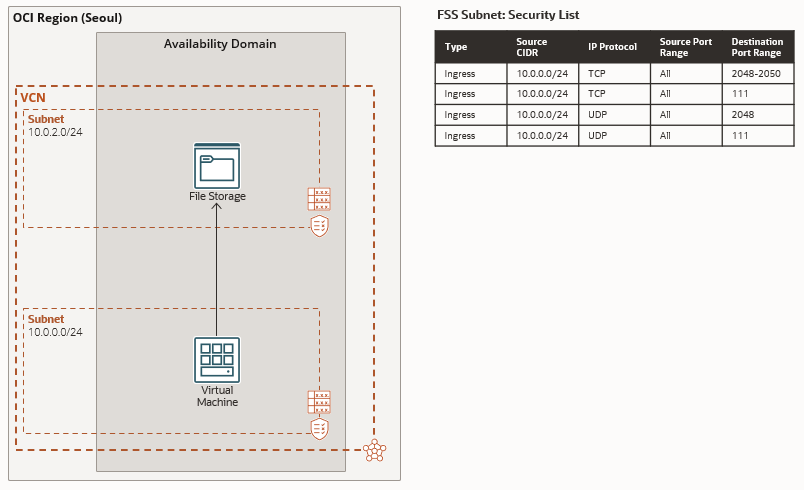 OCI Region (Seoul)
Availability Domain
VCN
Subnet
10.0.2.0/24
File Storage
Subnet
10.0.0.0/24
Virtual
Machine
FSS Subnet: Security List
Type Source CIDR IP Protocol Source Port Range Destination Port Range
Ingress 10.0.0.0/24 TCP All 2048-2050
Ingress 10.0.0.0/24 TCP All 111
Ingress 10.0.0.0/24 UDP All 2048
Ingress 10.0.0.0/24 UDP All 111